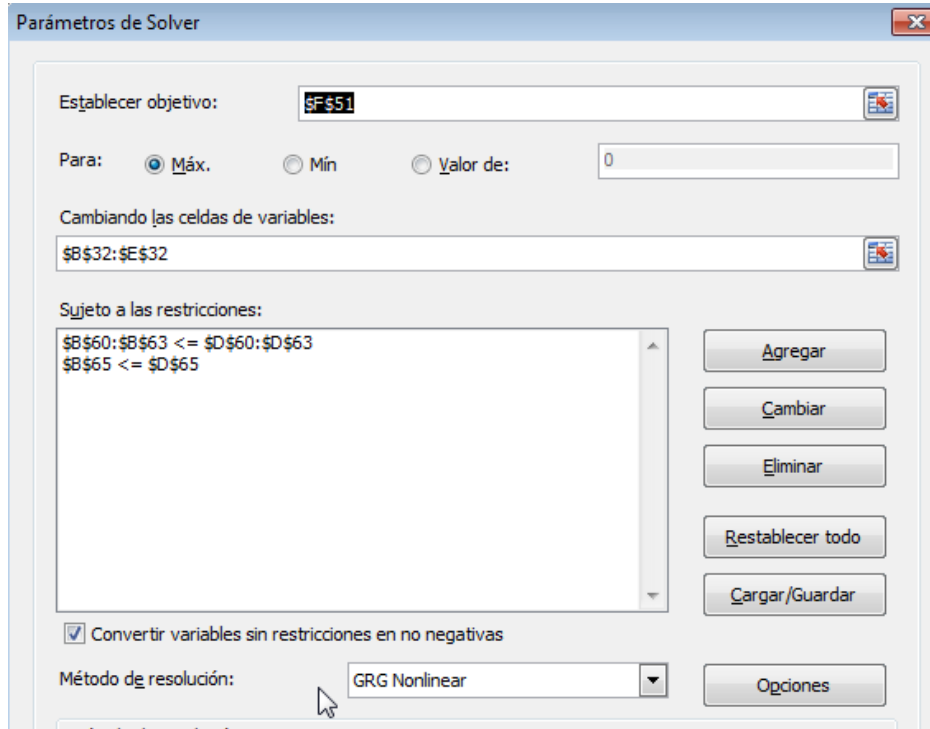 Parámetros de Solver
Establecer objetivo: $F$51
Para: Máx. Mín Valor de: 0
Cambiando las celdas de variables:
$B$32:$E$32
Sujeto a las restricciones:
$B$60:$B$63 <= $D$60:$D$63
$B$65 <= $D$65
Agregar
Cambiar
Eliminar
Restablecer todo
Cargar/Guardar
Convertir variables sin restricciones en no negativas
Método de resolución: GRG Nonlinear Opciones